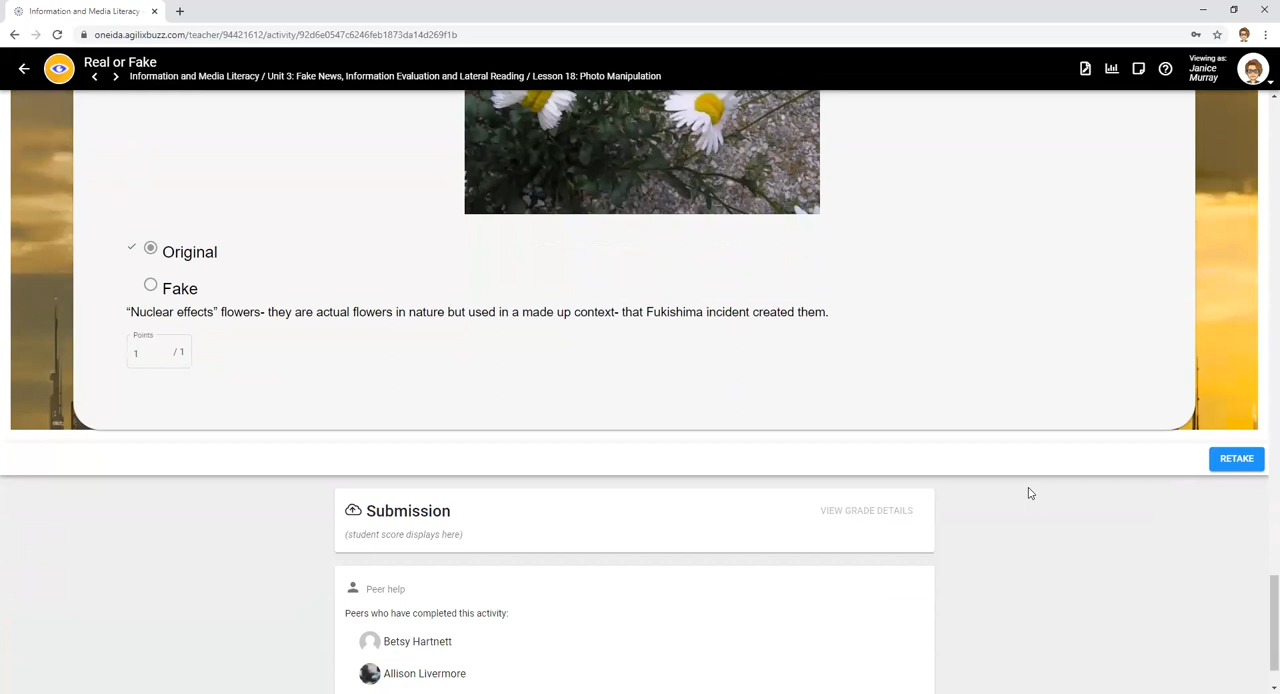 Information and Media Literacy
oneida.agilixbuzz.com/teacher/94421612/activity/92d6e0547c6246feb1873da14d269f1b
Real or Fake
Information and Media Literacy / Unit 3: Fake News, Information Evaluation and Lateral Reading / Lesson 18: Photo Manipulation
Viewing as:
Janice
Murray
Original
Fake
“Nuclear effects” flowers- they are actual flowers in nature but used in a made up context- that Fukishima incident created them.
Points
1 / 1
RETAKE
Submission
VIEW GRADE DETAILS
(student score displays here)
Peer help
Peers who have completed this activity:
Betsy Hartnett
Allison Livermore